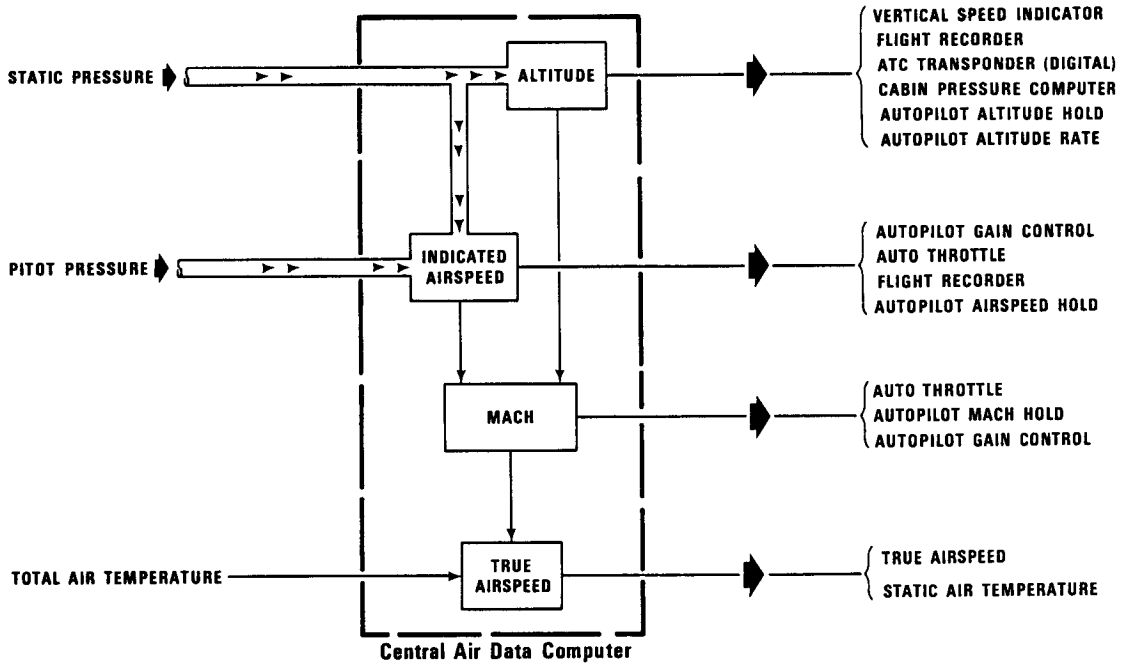 STATIC PRESSURE
ALTITUDE
VERTICAL SPEED INDICATOR
FLIGHT RECORDER
ATC TRANSPONDER (DIGITAL)
CABIN PRESSURE COMPUTER
AUTOPILOT ALTITUDE HOLD
AUTOPILOT ALTITUDE RATE
PITOT PRESSURE
INDICATED
AIRSPEED
AUTOPILOT GAIN CONTROL
AUTO THROTTLE
FLIGHT RECORDER
AUTOPILOT AIRSPEED HOLD
MACH
AUTO THROTTLE
AUTOPILOT MACH HOLD
AUTOPILOT GAIN CONTROL
TOTAL AIR TEMPERATURE
TRUE
AIRSPEED
TRUE AIRSPEED
STATIC AIR TEMPERATURE
Central Air Data Computer